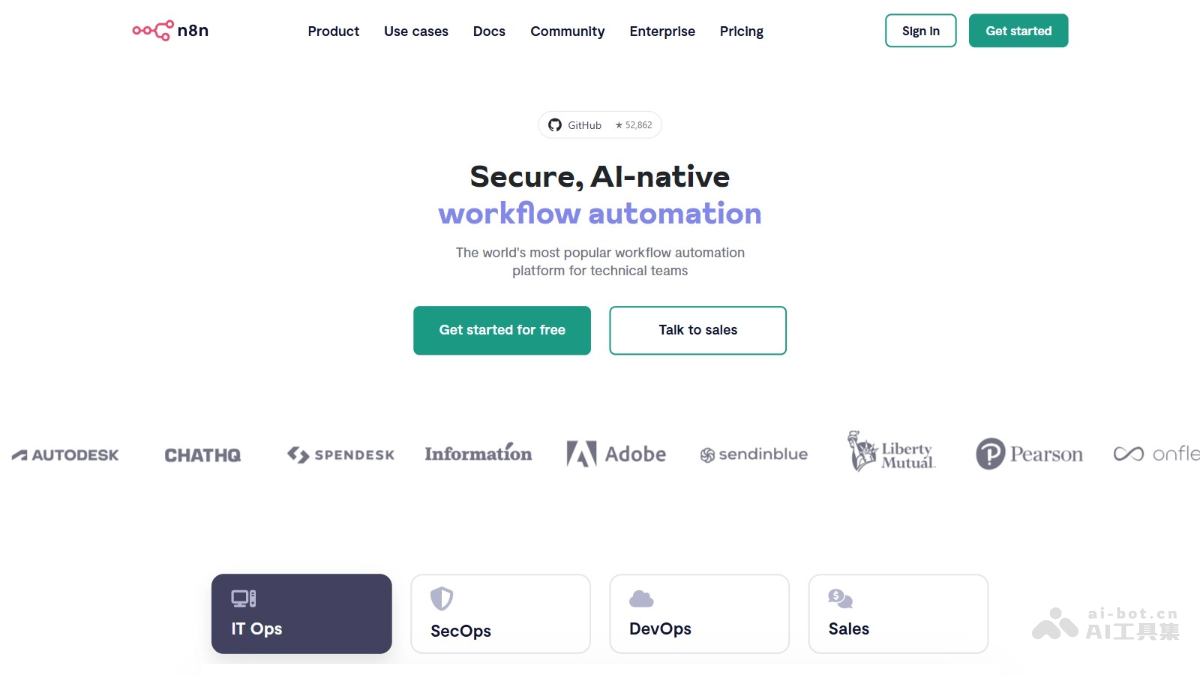 n8n
Product Use cases Docs Community Enterprise Pricing
Sign in Get started
GitHub ★ 52,862
Secure, AI-native
workflow automation
The world's most popular workflow automation
platform for technical teams
Get started for free Talk to sales
AUTODESK CHATHQ SPENDESK Information Adobe sendinblue Liberty Mutual. Pearson onfle
IT Ops SecOps DevOps Sales
ai-bot.cn
AI工具集